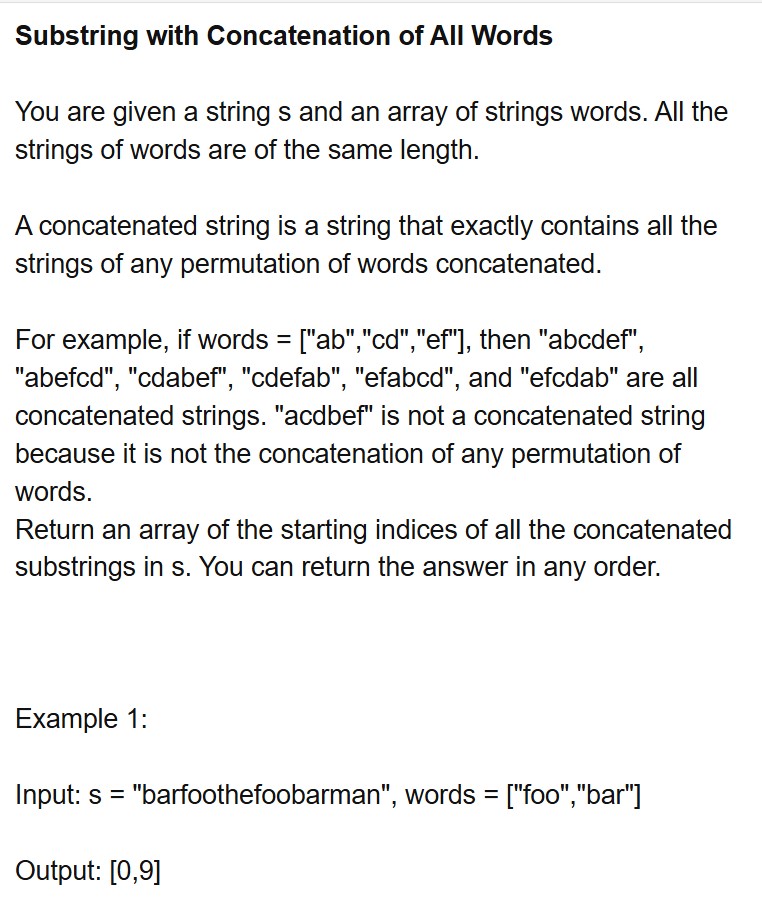 Substring with Concatenation of All Words
You are given a string s and an array of strings words. All the
strings of words are of the same length.
A concatenated string is a string that exactly contains all the
strings of any permutation of words concatenated.
For example, if words = ["ab","cd","ef"], then "abcdef",
"abefcd", "cdabef", "cdefab", "efabcd", and "efcdab" are all
concatenated strings. "acdbef" is not a concatenated string
because it is not the concatenation of any permutation of
words.
Return an array of the starting indices of all the concatenated
substrings in s. You can return the answer in any order.
Example 1:
Input: s = "barfoothefoobarman", words = ["foo","bar"]
Output: [0,9]